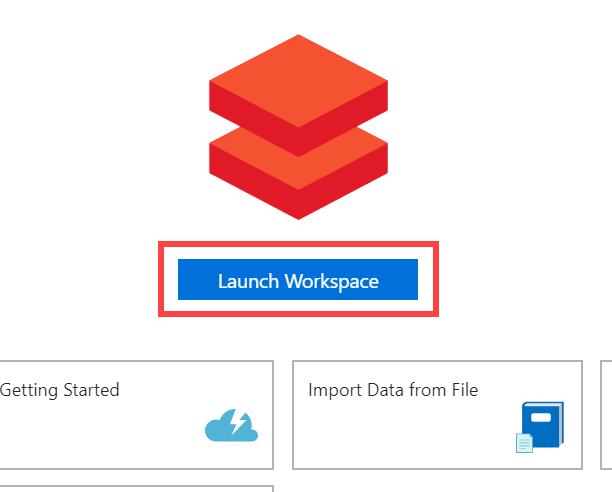 Launch Workspace
Getting Started
Import Data from File